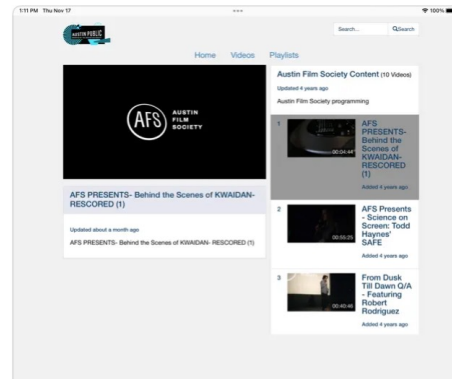 1:11 PM Thu Nov 17
100%
AUSTIN PUBLIC
Search...
Search
Home Videos Playlists
AFS
AUSTIN
FILM
SOCIETY
AFS PRESENTS- Behind the Scenes of KWAIDAN-
RESCORED (1)
Updated about a month ago
AFS PRESENTS- Behind the Scenes of KWAIDAN- RESCORED (1)
Austin Film Society Content (10 Videos)
Updated 4 years ago
Austin Film Society programming
1
00:04:44
AFS
PRESENTS-
Behind the
Scenes of
KWAIDAN-
RESCORED
(1)
Added 4 years ago
2
00:59:25
AFS Presents
- Science on
Screen: Todd
Haynes'
SAFE
Added 4 years ago
3
00:40:46
From Dusk
Till Dawn Q/A
- Featuring
Robert
Rodriguez
Added 4 years ago